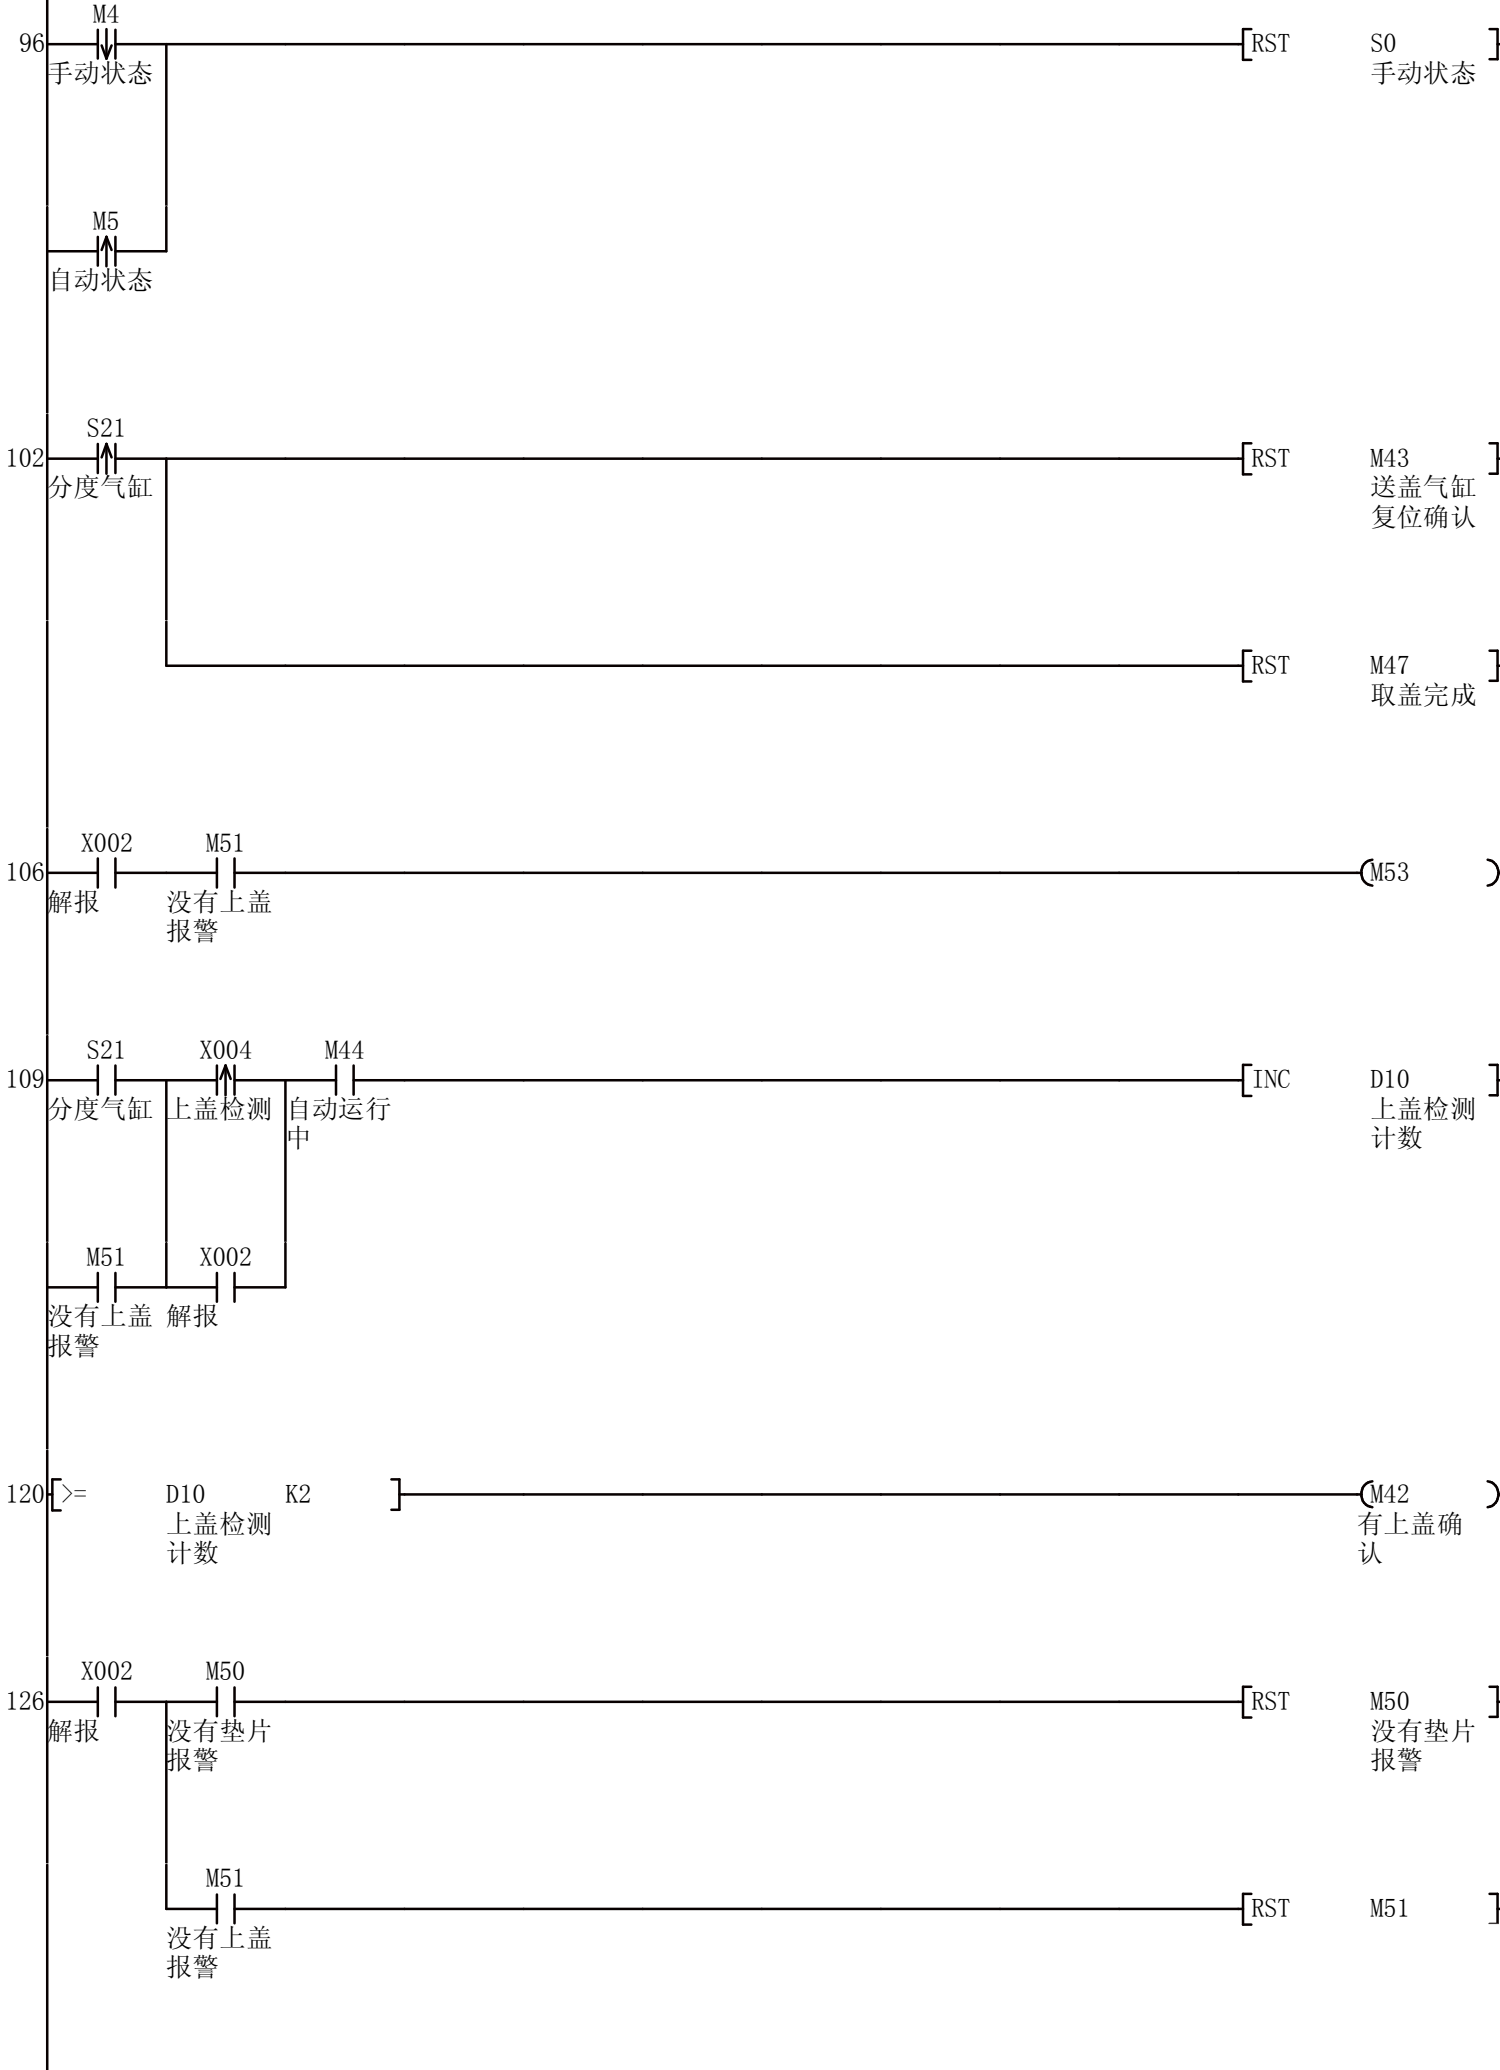 M4
96 RST S0
手动状态 手动状态
M5
自动状态
S21
102 RST M43
分度气缸 送盖气缸
复位确认
RST M47
取盖完成
X002 M51
106 M53
解报 没有上盖
报警
S21 X004 M44
109 INC D10
分度气缸 上盖检测 自动运行 上盖检测
中 计数
M51 X002
没有上盖 解报
报警
120 >= D10 K2 M42
上盖检测 有上盖确
计数 认
X002 M50
126 RST M50
解报 没有垫片 没有垫片
报警 报警
M51
RST M51
没有上盖
报警